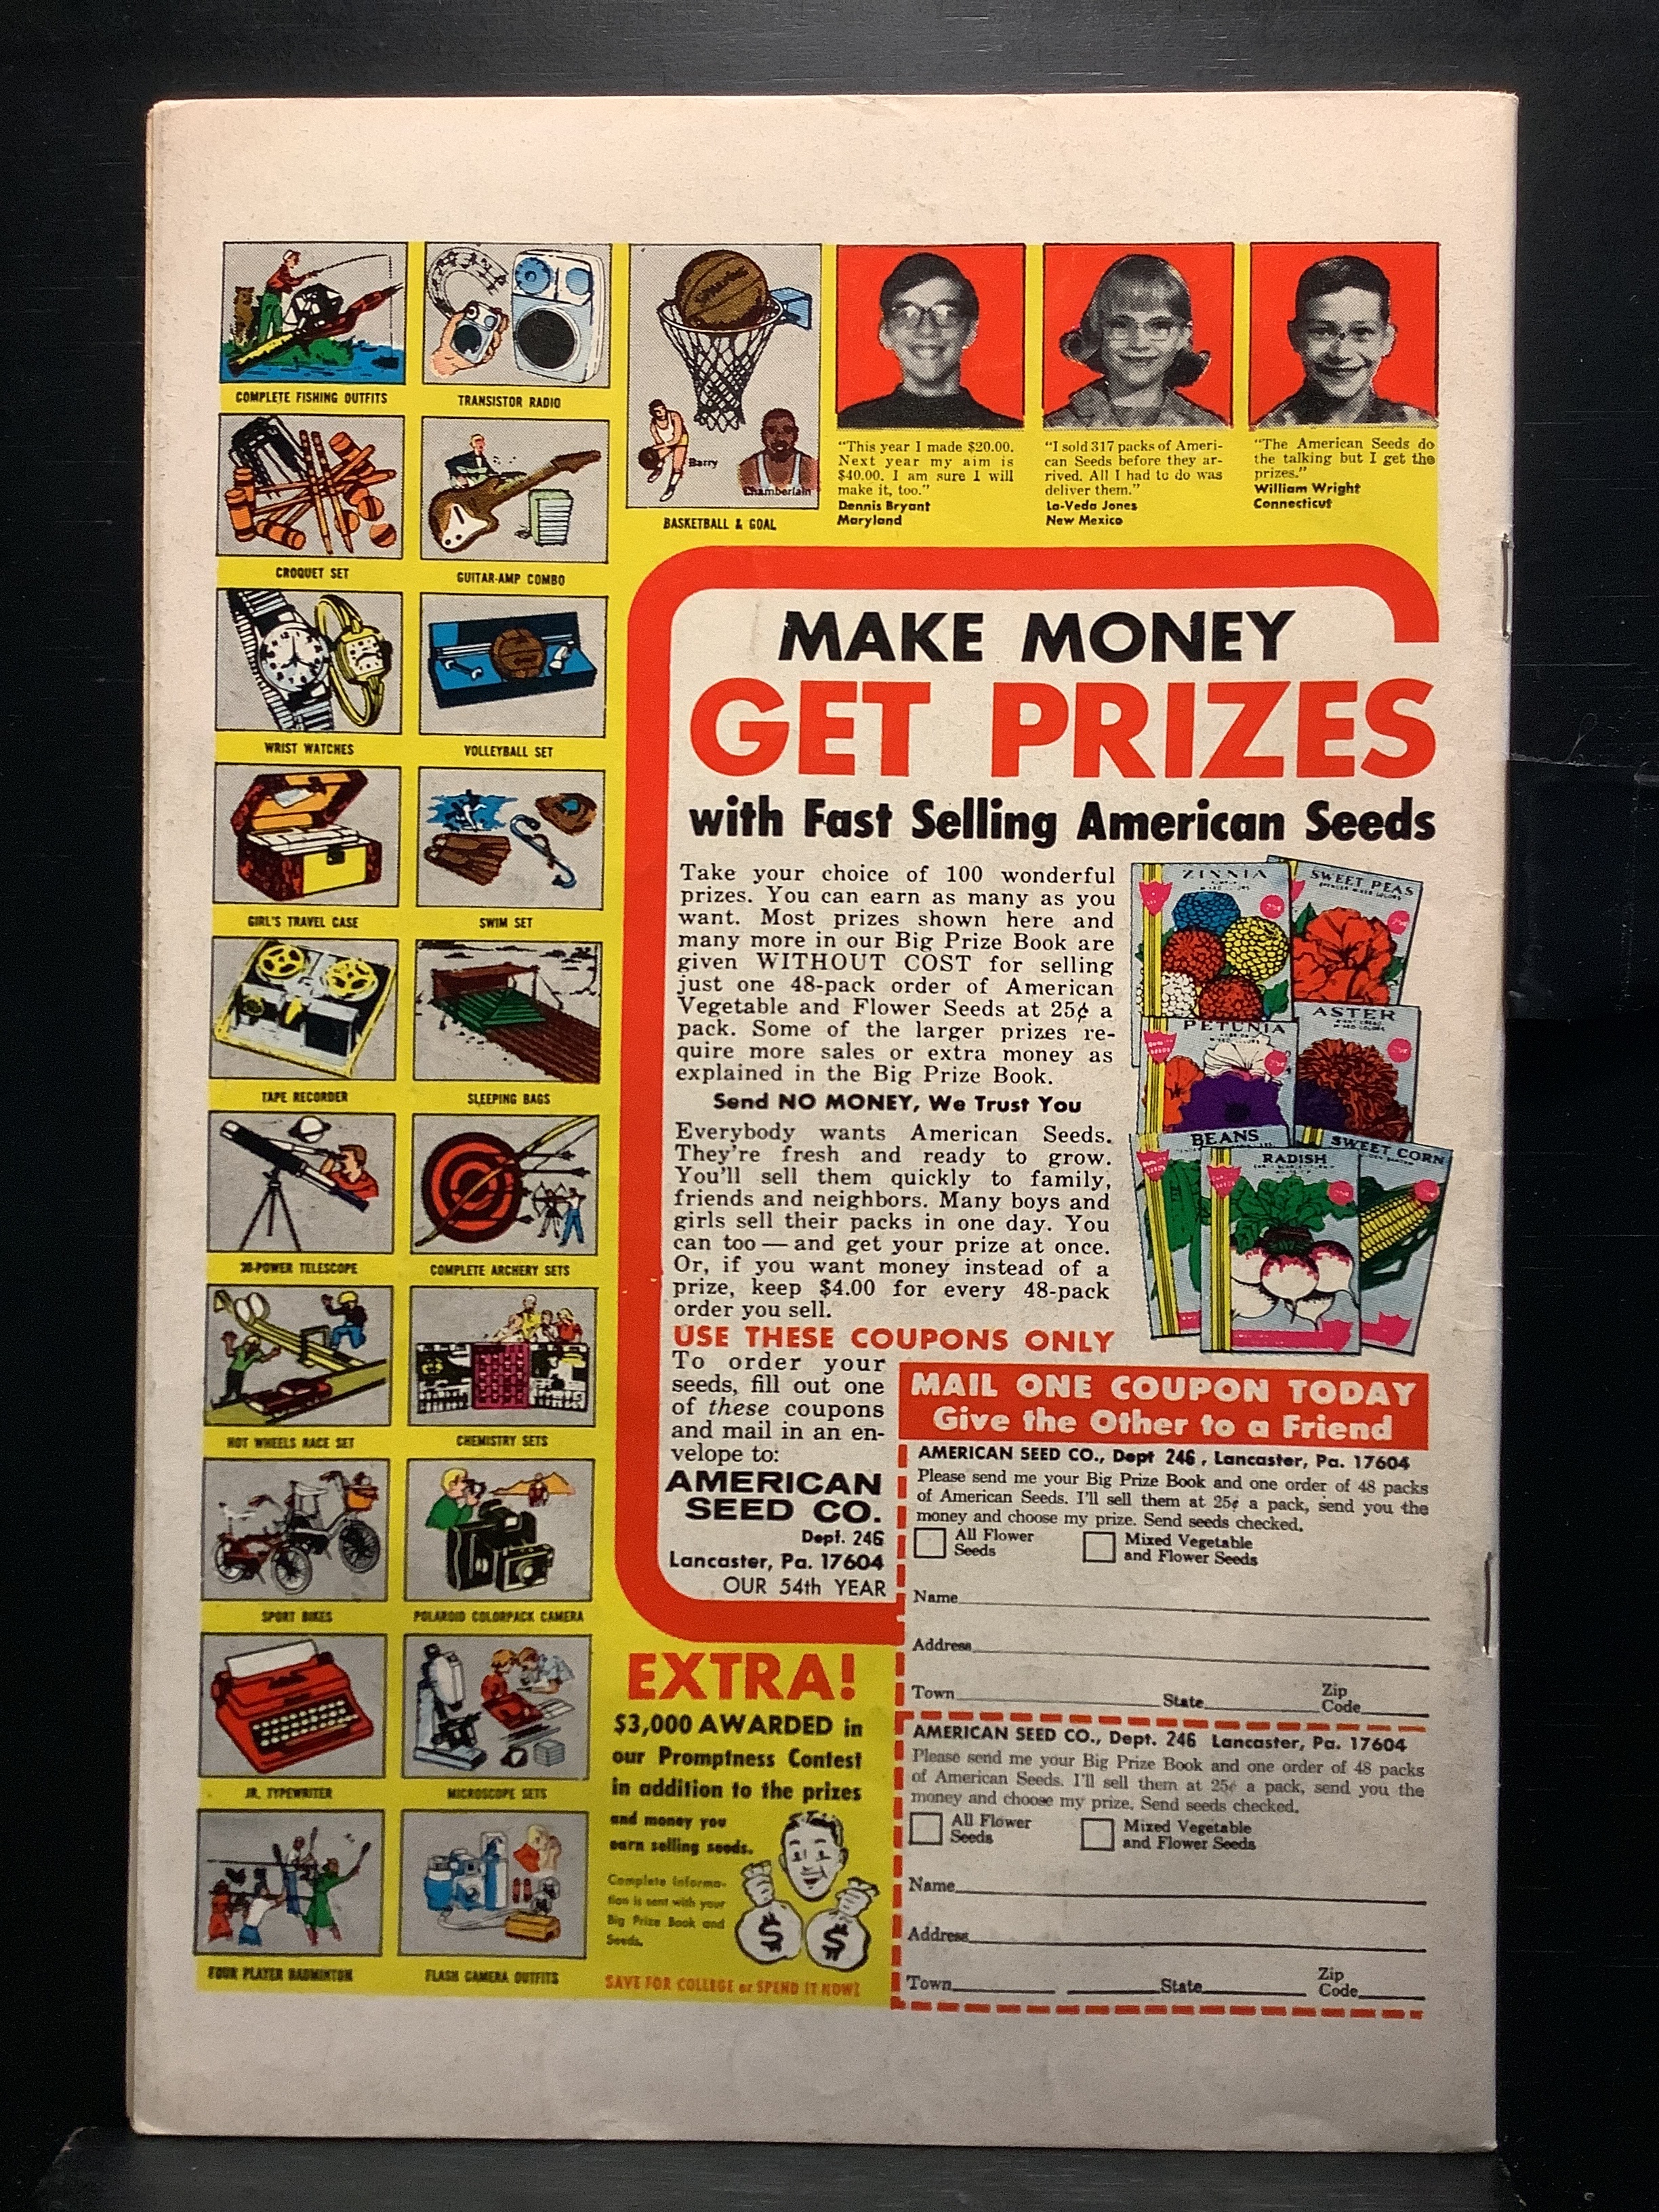 COMPLETE FISHING OUTFITS
TRANSISTOR RADIO
CROQUET SET
GUITAR-AMP COMBO
WRIST WATCHES
VOLLEYBALL SET
GIRL'S TRAVEL CASE
SWIM SET
TAPE RECORDER
SLEEPING BAGS
30-POWER TELESCOPE
COMPLETE ARCHERY SETS
HOT WHEELS RACE SET
CHEMISTRY SETS
SPORT BIKES
POLAROID COLORPACK CAMERA
JR. TYPEWRITER
MICROSCOPE SETS
FOUR PLAYER BADMINTON
FLASH CAMERA OUTFITS
Barry
Chamberlain
BASKETBALL & GOAL
"This year I made $20.00.
Next year my aim is
$40.00. I am sure I will
make it, too."
Dennis Bryant
Maryland
"I sold 317 packs of Ameri-
can Seeds before they ar-
rived. All I had to do was
deliver them."
La-Veda Jones
New Mexico
"The American Seeds do
the talking but I get the
prizes."
William Wright
Connecticut
MAKE MONEY
GET PRIZES
with Fast Selling American Seeds
Take your choice of 100 wonderful
prizes. You can earn as many as you
want. Most prizes shown here and
many more in our Big Prize Book are
given WITHOUT COST for selling
just one 48-pack order of American
Vegetable and Flower Seeds at 25¢ a
pack. Some of the larger prizes re-
quire more sales or extra money as
explained in the Big Prize Book.
Send NO MONEY, We Trust You
Everybody wants American Seeds.
They're fresh and ready to grow.
You'll sell them quickly to family,
friends and neighbors. Many boys and
girls sell their packs in one day. You
can too — and get your prize at once.
Or, if you want money instead of a
prize, keep $4.00 for every 48-pack
order you sell.
USE THESE COUPONS ONLY
To order your
seeds, fill out one
of these coupons
and mail in an en-
velope to:
AMERICAN
SEED CO.
Dept. 246
Lancaster, Pa. 17604
OUR 54th YEAR
ZINNIA
SWEET PEAS
PETUNIA
ASTER
BEANS
RADISH
SWEET CORN
MAIL ONE COUPON TODAY
Give the Other to a Friend
AMERICAN SEED CO., Dept 246, Lancaster, Pa. 17604
Please send me your Big Prize Book and one order of 48 packs
of American Seeds. I'll sell them at 25¢ a pack, send you the
money and choose my prize. Send seeds checked.
All Flower
Seeds
Mixed Vegetable
and Flower Seeds
Name
Address
Town State Zip
Code
AMERICAN SEED CO., Dept. 246 Lancaster, Pa. 17604
Please send me your Big Prize Book and one order of 48 packs
of American Seeds. I'll sell them at 25¢ a pack, send you the
money and choose my prize. Send seeds checked.
All Flower
Seeds
Mixed Vegetable
and Flower Seeds
Name
Address
Town State Zip
Code
EXTRA!
$3,000 AWARDED in
our Promptness Contest
in addition to the prizes
and money you
earn selling seeds.
Complete informa-
tion is sent with your
Big Prize Book and
Seeds.
$ $
SAVE FOR COLLEGE or SPEND IT NOW!